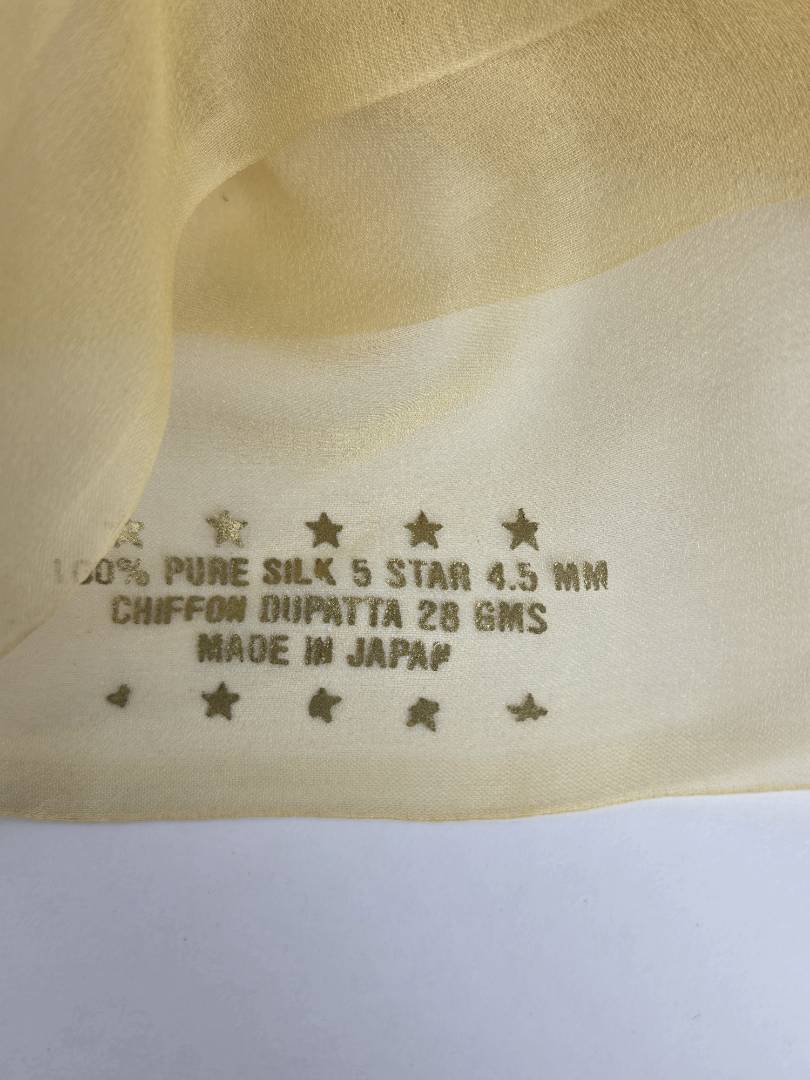 100% PURE SILK 5 STAR 4.5 MM
CHIFFON DUPATTA 28 GMS
MADE IN JAPAN